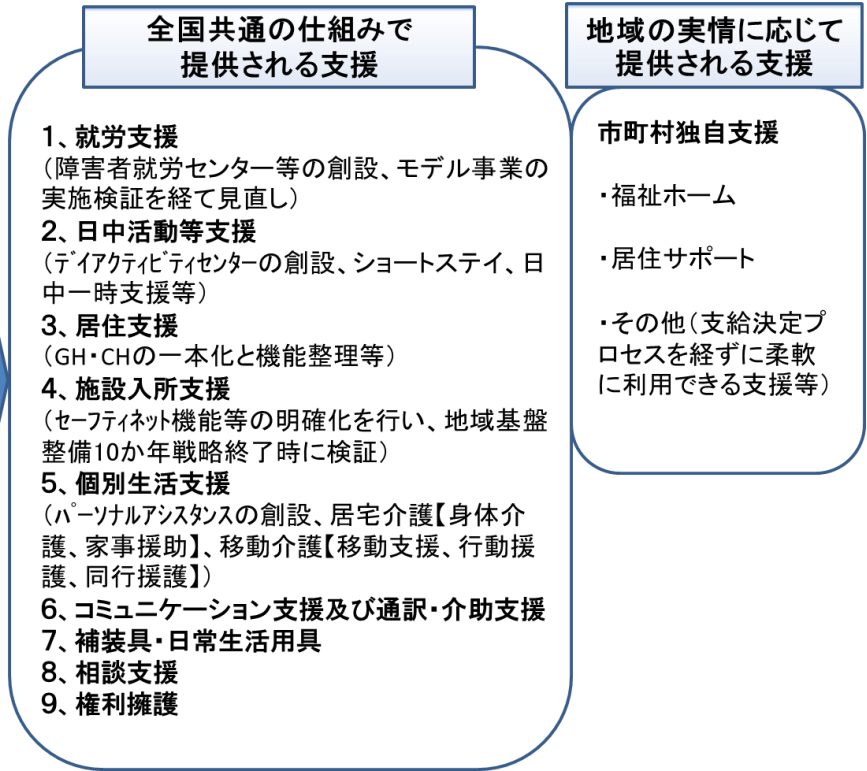 全国共通の仕組みで
提供される支援
1、就労支援
（障害者就労センター等の創設、モデル事業の
実施検証を経て見直し）
2、日中活動等支援
（ﾃﾞｲｱｸﾃｨﾋﾞﾃｨｾﾝﾀｰの創設、ショートステイ、日
中一時支援等）
3、居住支援
（GH・CHの一本化と機能整理等）
4、施設入所支援
（ｾｰﾌﾃｨﾈｯﾄ機能等の明確化を行い、地域基盤
整備10か年戦略終了時に検証）
5、個別生活支援
（ﾊﾟｰｿﾅﾙｱｼｽﾀﾝｽの創設、居宅介護【身体介
護、家事援助】、移動介護【移動支援、行動援
護、同行援護】）
6、コミュニケーション支援及び通訳・介助支援
7、補装具・日常生活用具
8、相談支援
9、権利擁護
地域の実情に応じて
提供される支援
市町村独自支援
・福祉ホーム
・居住サポート
・その他（支給決定プ
ロセスを経ずに柔軟
に利用できる支援等）